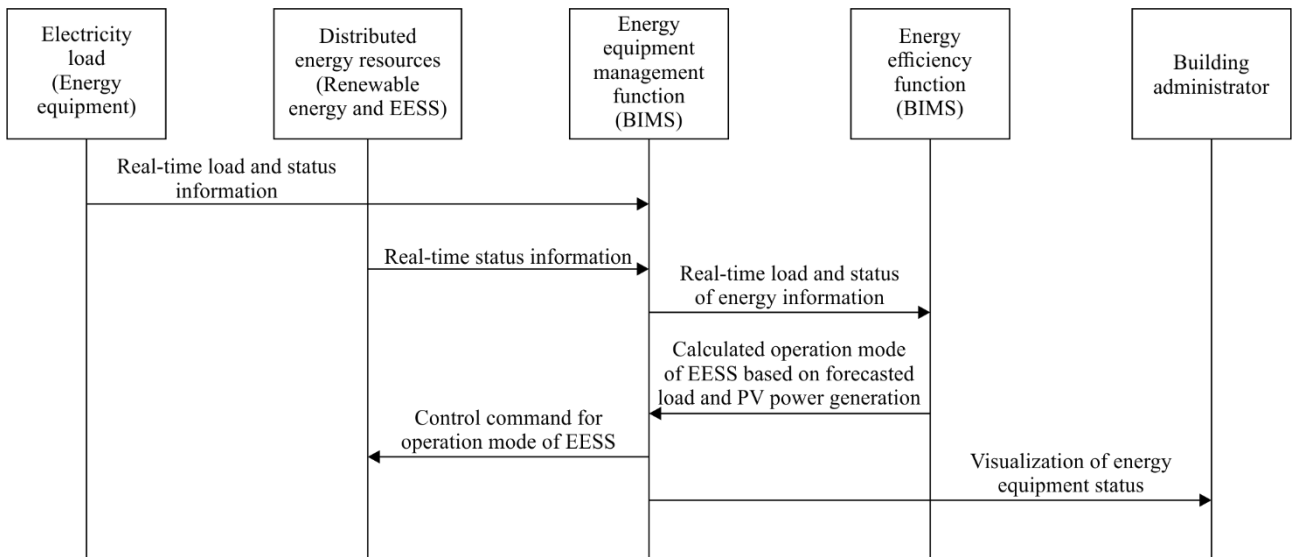 Electricity
load
(Energy
equipment)
Distributed
energy resources
(Renewable
energy and EESS)
Energy
equipment
management
function
(BIMS)
Energy
efficiency
function
(BIMS)
Building
administrator
Real-time load and status
information
Real-time status information
Real-time load and status
of energy information
Calculated operation mode
of EESS based on forecasted
load and PV power generation
Control command for
operation mode of EESS
Visualization of energy
equipment status